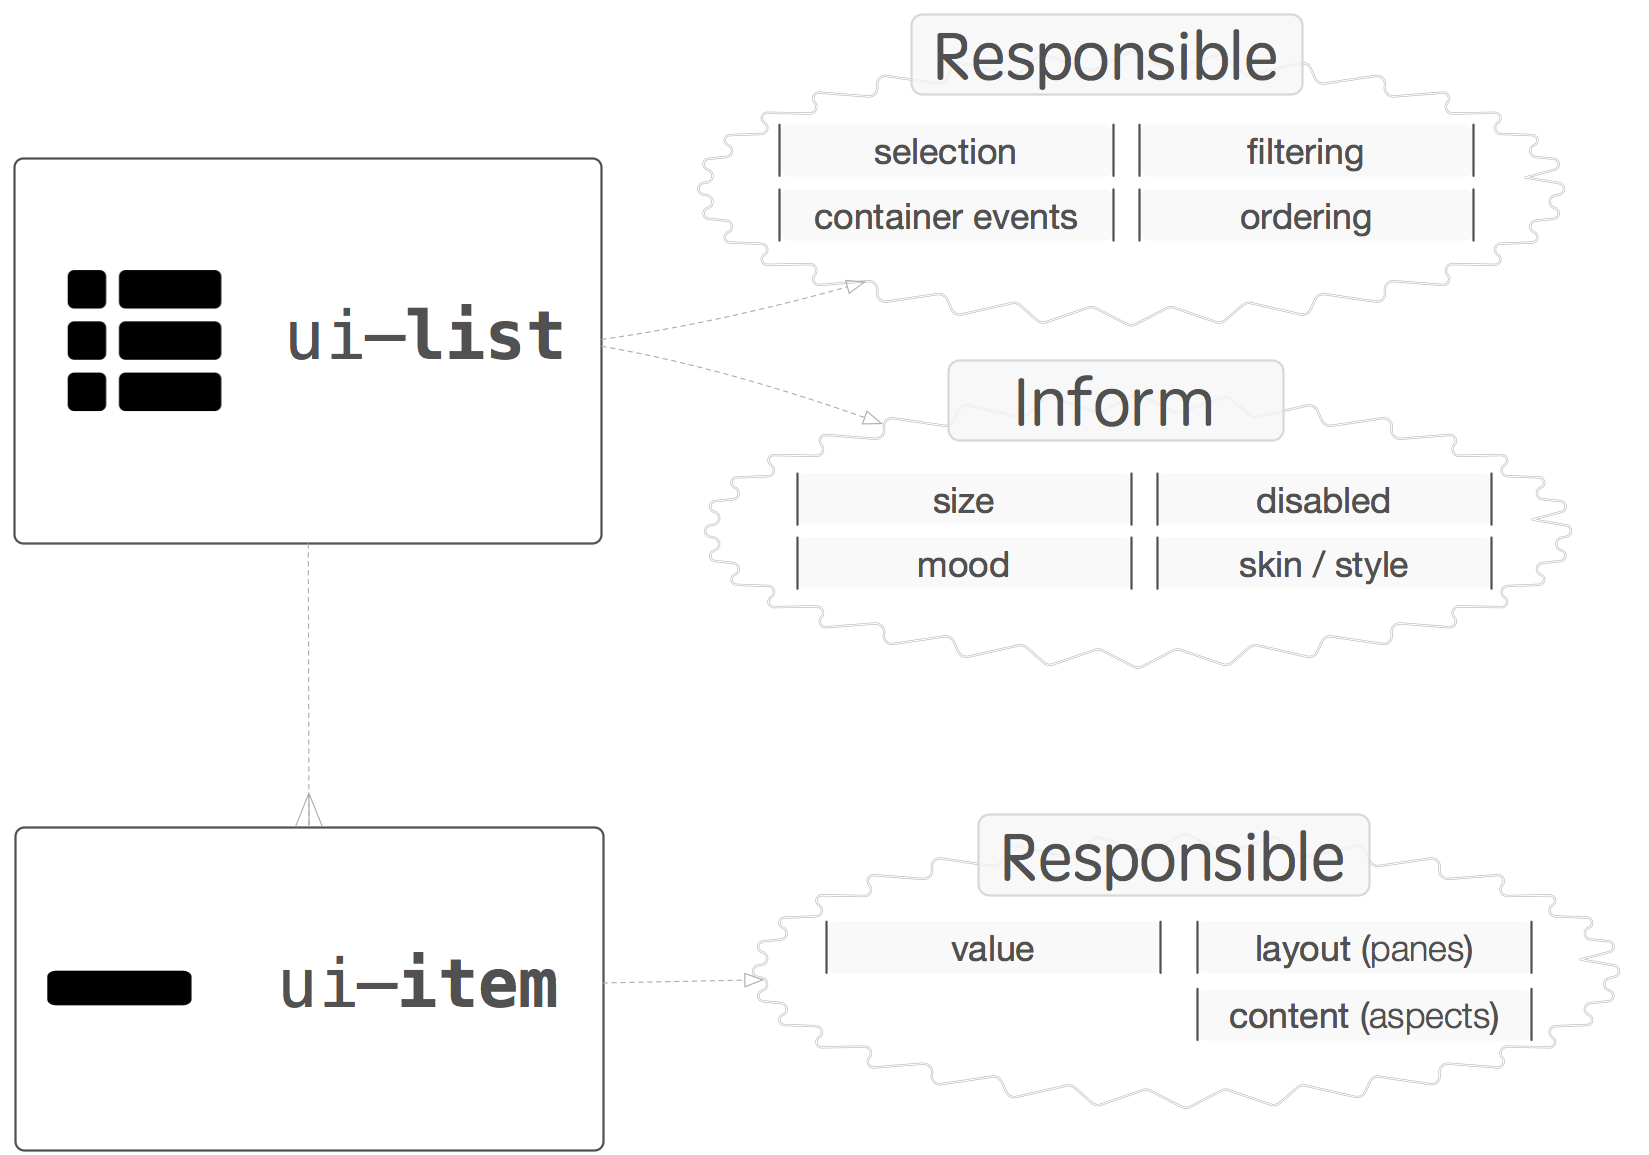 Responsible
selection
filtering
container events
ordering
ui–list
Inform
size
disabled
mood
skin / style
Responsible
value
layout (panes)
ui–item
content (aspects)